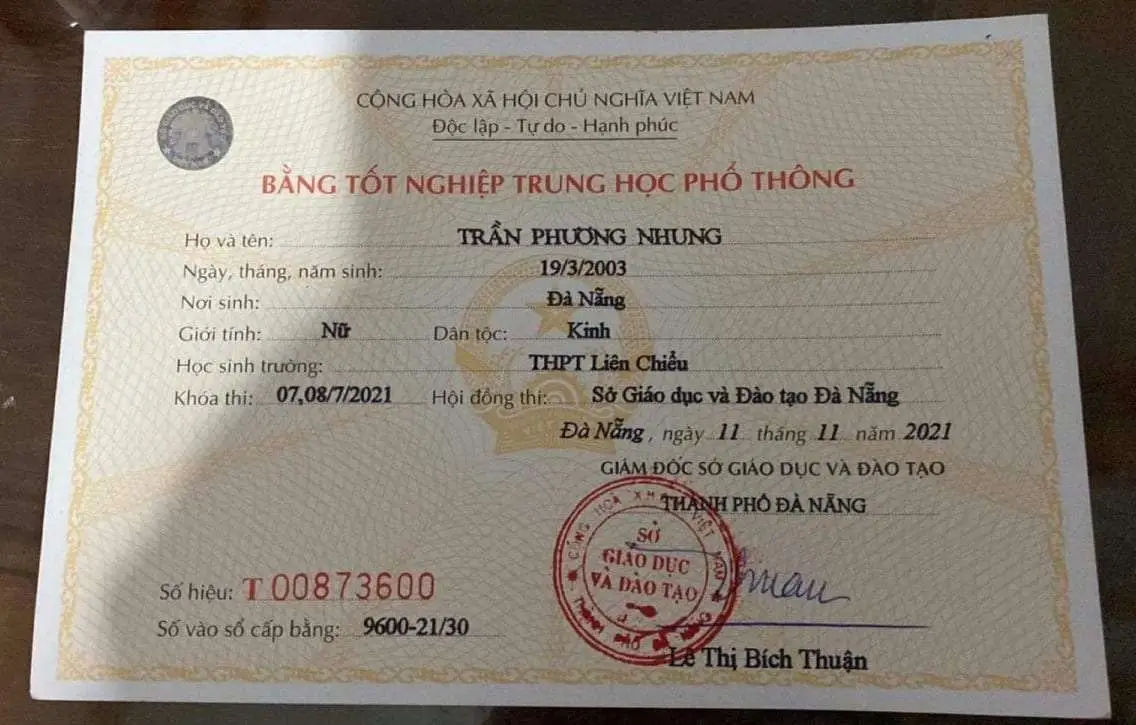 CỘNG HÒA XÃ HỘI CHỦ NGHĨA VIỆT NAM
Độc lập - Tự do - Hạnh phúc
BẰNG TỐT NGHIỆP TRUNG HỌC PHỔ THÔNG
Họ và tên: TRẦN PHƯƠNG NHUNG
Ngày, tháng, năm sinh: 19/3/2003
Nơi sinh: Đà Nẵng
Giới tính: Nữ Dân tộc: Kinh
Học sinh trường: THPT Liên Chiểu
Khóa thi: 07,08/7/2021 Hội đồng thi: Sở Giáo dục và Đào tạo Đà Nẵng
Đà Nẵng, ngày 11 tháng 11 năm 2021
GIÁM ĐỐC SỞ GIÁO DỤC VÀ ĐÀO TẠO
THÀNH PHỐ ĐÀ NẴNG
SỞ
GIÁO DỤC
VÀ ĐÀO TẠO
THÀNH PHỐ ĐÀ NẴNG
Số hiệu: T 00873600
Số vào sổ cấp bằng: 9600-21/30
Lê Thị Bích Thuận